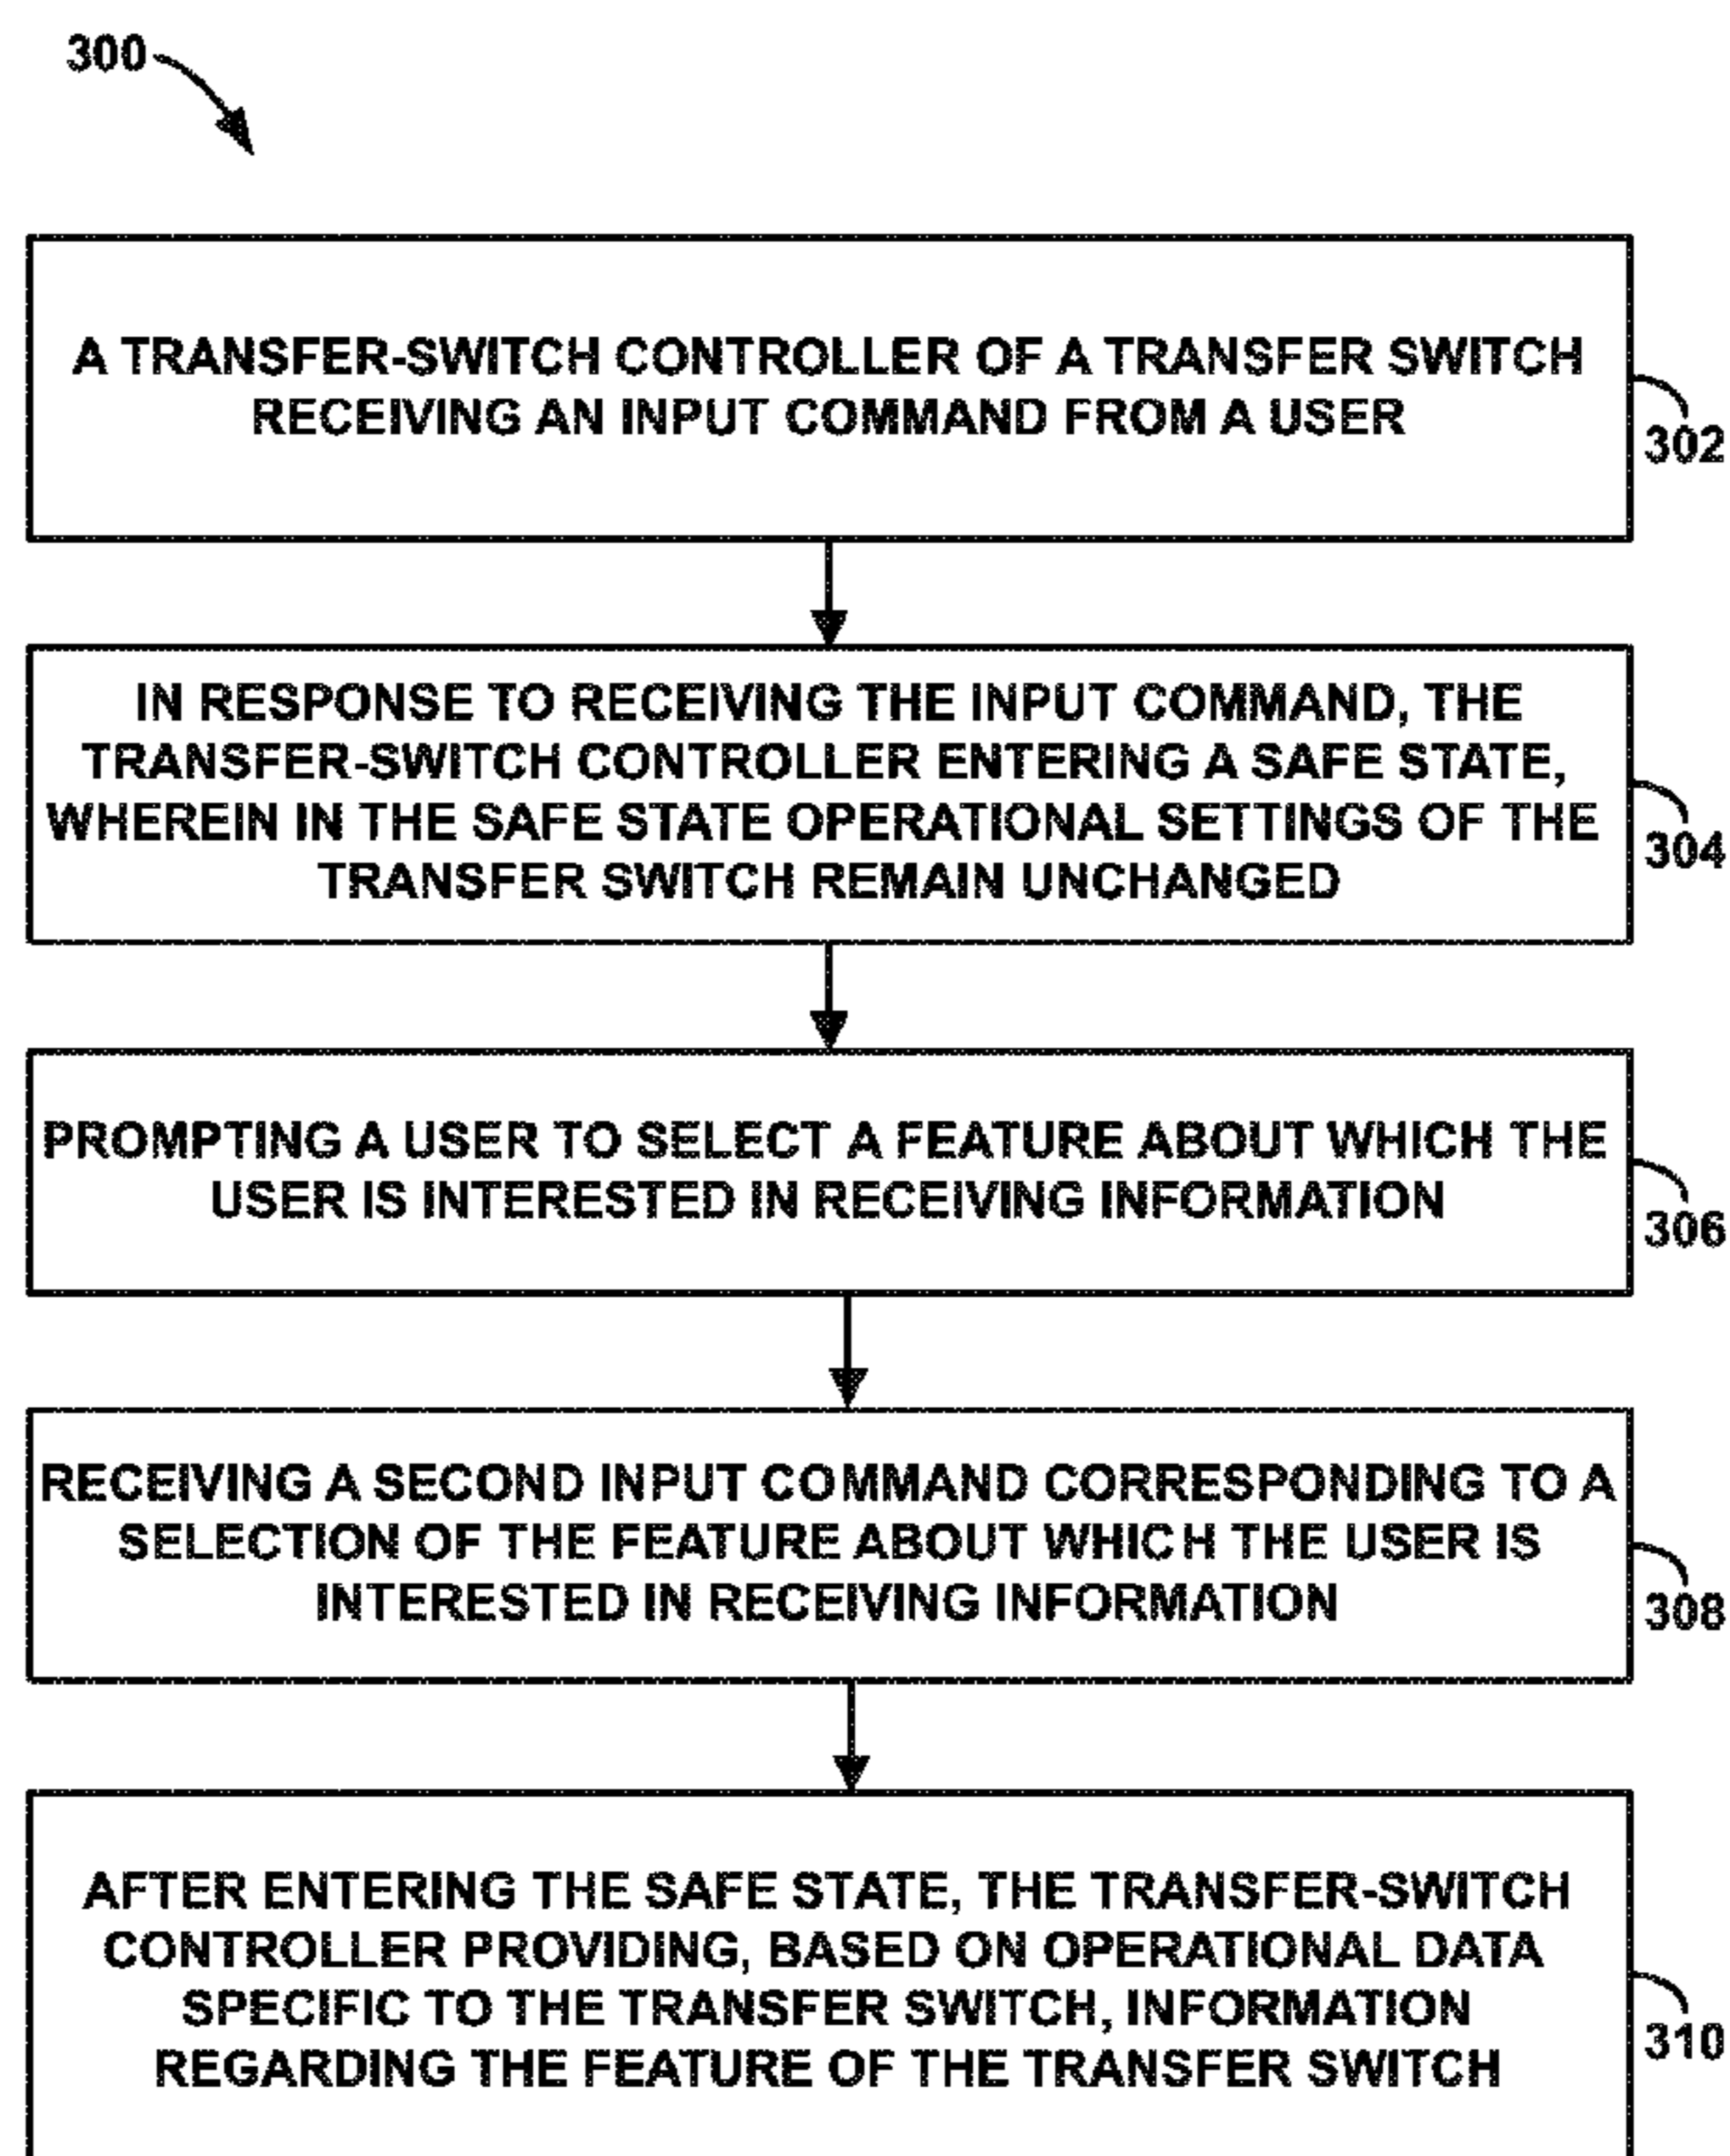 300
A TRANSFER-SWITCH CONTROLLER OF A TRANSFER SWITCH
RECEIVING AN INPUT COMMAND FROM A USER
302
IN RESPONSE TO RECEIVING THE INPUT COMMAND, THE
TRANSFER-SWITCH CONTROLLER ENTERING A SAFE STATE,
WHEREIN IN THE SAFE STATE OPERATIONAL SETTINGS OF THE
TRANSFER SWITCH REMAIN UNCHANGED
304
PROMPTING A USER TO SELECT A FEATURE ABOUT WHICH THE
USER IS INTERESTED IN RECEIVING INFORMATION
306
RECEIVING A SECOND INPUT COMMAND CORRESPONDING TO A
SELECTION OF THE FEATURE ABOUT WHICH THE USER IS
INTERESTED IN RECEIVING INFORMATION
308
AFTER ENTERING THE SAFE STATE, THE TRANSFER-SWITCH
CONTROLLER PROVIDING, BASED ON OPERATIONAL DATA
SPECIFIC TO THE TRANSFER SWITCH, INFORMATION
REGARDING THE FEATURE OF THE TRANSFER SWITCH
310